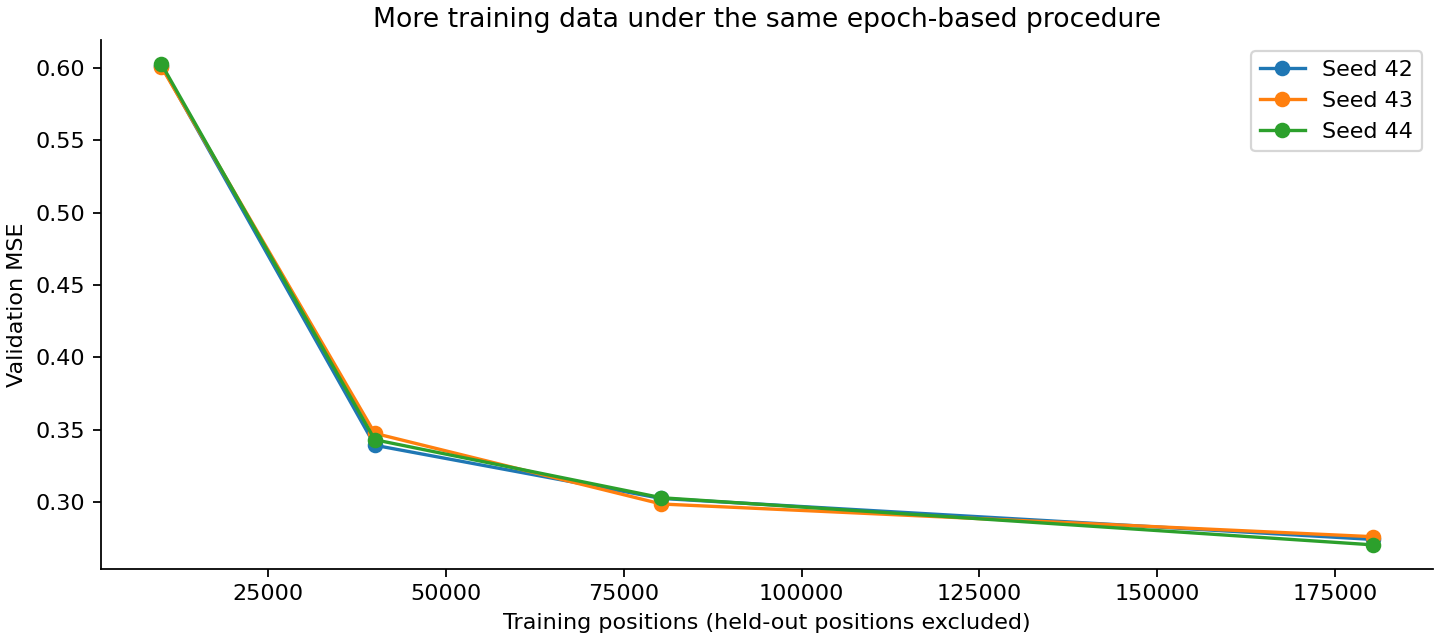 More training data under the same epoch-based procedure
Seed 42
Seed 43
Seed 44
Validation MSE
0.60
0.55
0.50
0.45
0.40
0.35
0.30
25000
50000
75000
100000
125000
150000
175000
Training positions (held-out positions excluded)